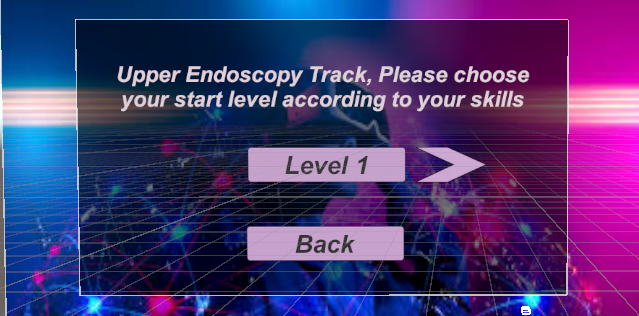 Upper Endoscopy Track, Please choose
your start level according to your skills
Level 1
Back